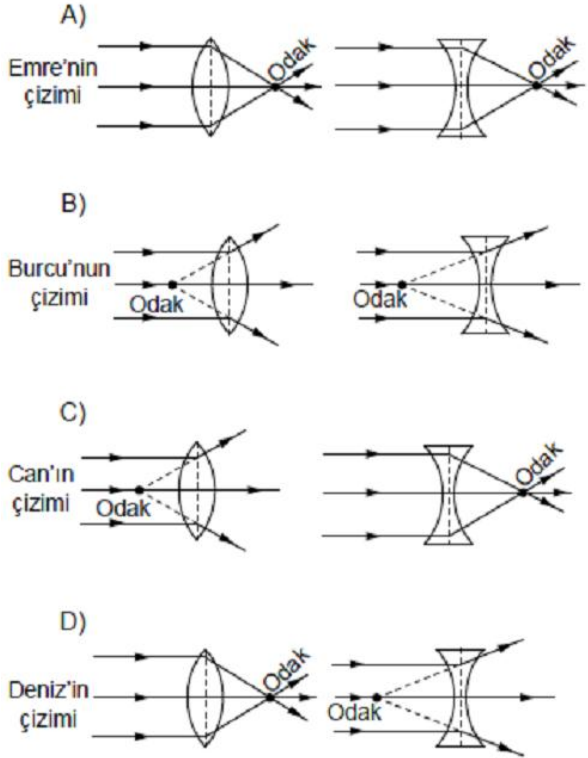 A)
Emre'nin
çizimi
Odak
Odak
B)
Burcu'nun
çizimi
Odak
Odak
C)
Can'ın
çizimi
Odak
Odak
D)
Deniz'in
çizimi
Odak
Odak